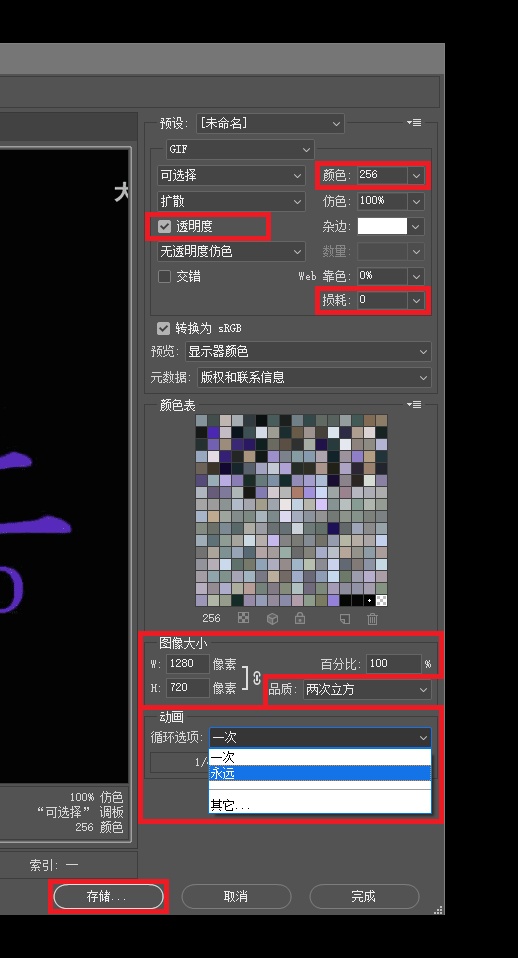 预设: [未命名]
GIF
可选择
颜色: 256
扩散
仿色: 100%
透明度
杂边:
无透明度仿色
数量:
交错
Web 靠色: 0%
损耗: 0
转换为 sRGB
预览: 显示器颜色
元数据: 版权和联系信息
颜色表
256
图像大小
W: 1280 像素
百分比: 100 %
H: 720 像素
品质: 两次立方
动画
循环选项: 一次
一次
永远
1/
其它...
100% 仿色
“可选择” 调板
256 颜色
索引: 一
存储...
取消
完成